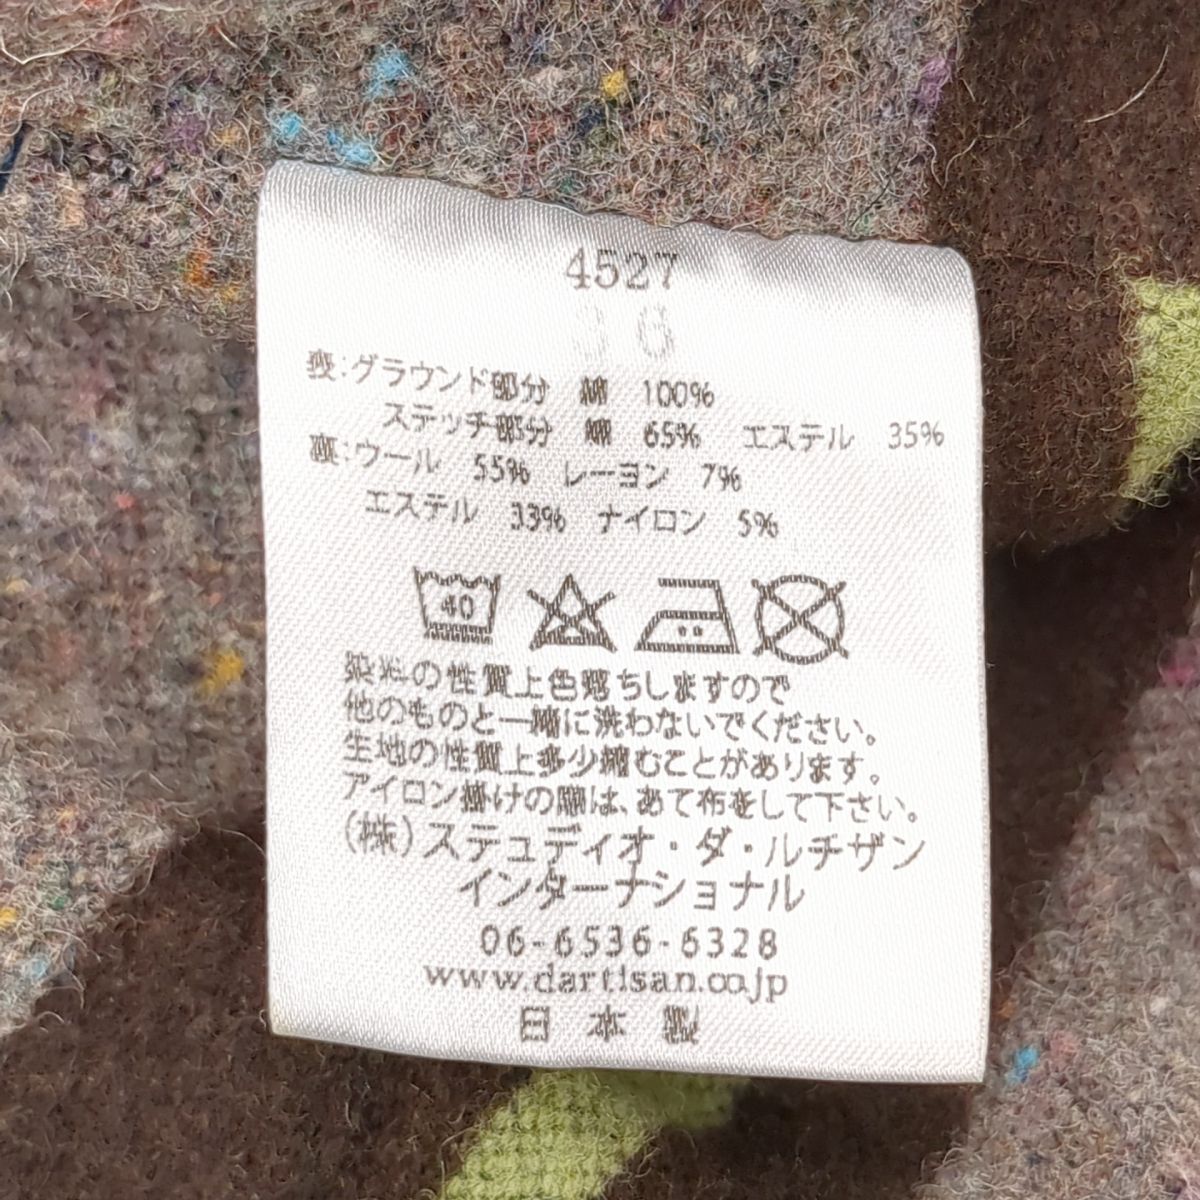 4527
36
表:グラウンド部分 綿 100%
ステッチ部分 綿 65% エステル 35%
裏:ウール 55% レーヨン 7%
エステル 33% ナイロン 5%
40
染料の性質上色落ちしますので
他のものと一緒に洗わないでください。
生地の性質上多少縮むことがあります。
アイロン掛けの際は、あて布をして下さい。
(株)ステュディオ・ダ・ルチザン
インターナショナル
06-6536-6328
www.dartisan.co.jp
日本製